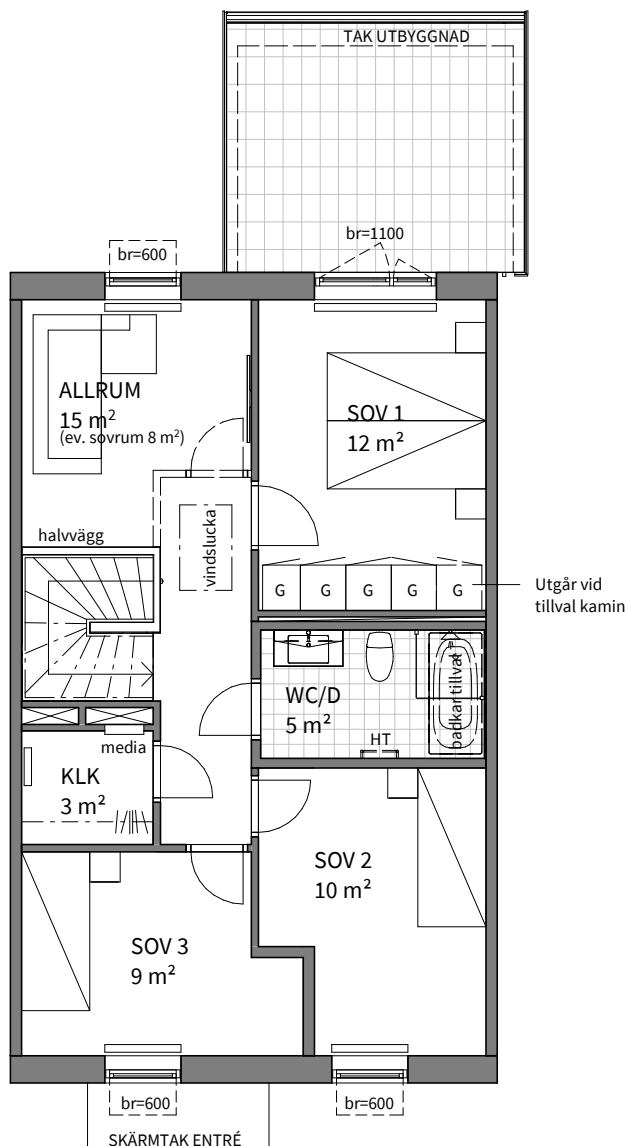 TAK UTBYGGNAD
br=600
br=1100
ALLRUM
15 m²
(ev. sovrum 8 m²)
SOV 1
12 m²
vindslucka
halvvägg
G G G G G
Utgår vid
tillval kamin
WC/D
5 m²
badkar tillval
HT
media
KLK
3 m²
SOV 2
10 m²
SOV 3
9 m²
br=600
br=600
SKÄRMTAK ENTRÉ